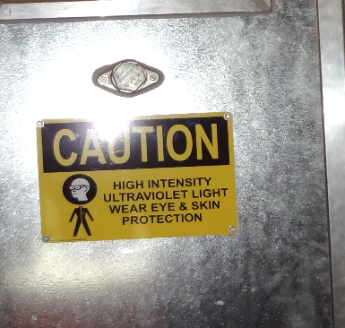 CAUTION
HIGH INTENSITY
ULTRAVIOLET LIGHT
WEAR EYE & SKIN
PROTECTION